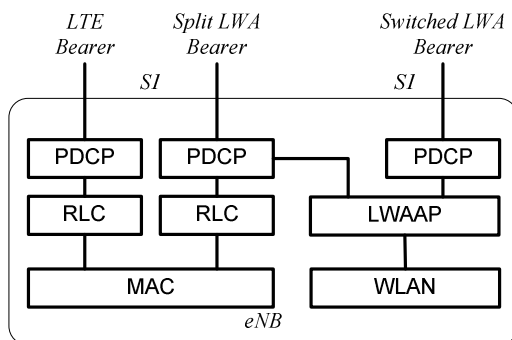 LTE Bearer
Split LWA Bearer
Switched LWA Bearer
S1
S1
PDCP
PDCP
PDCP
RLC
RLC
LWAAP
MAC
WLAN
eNB